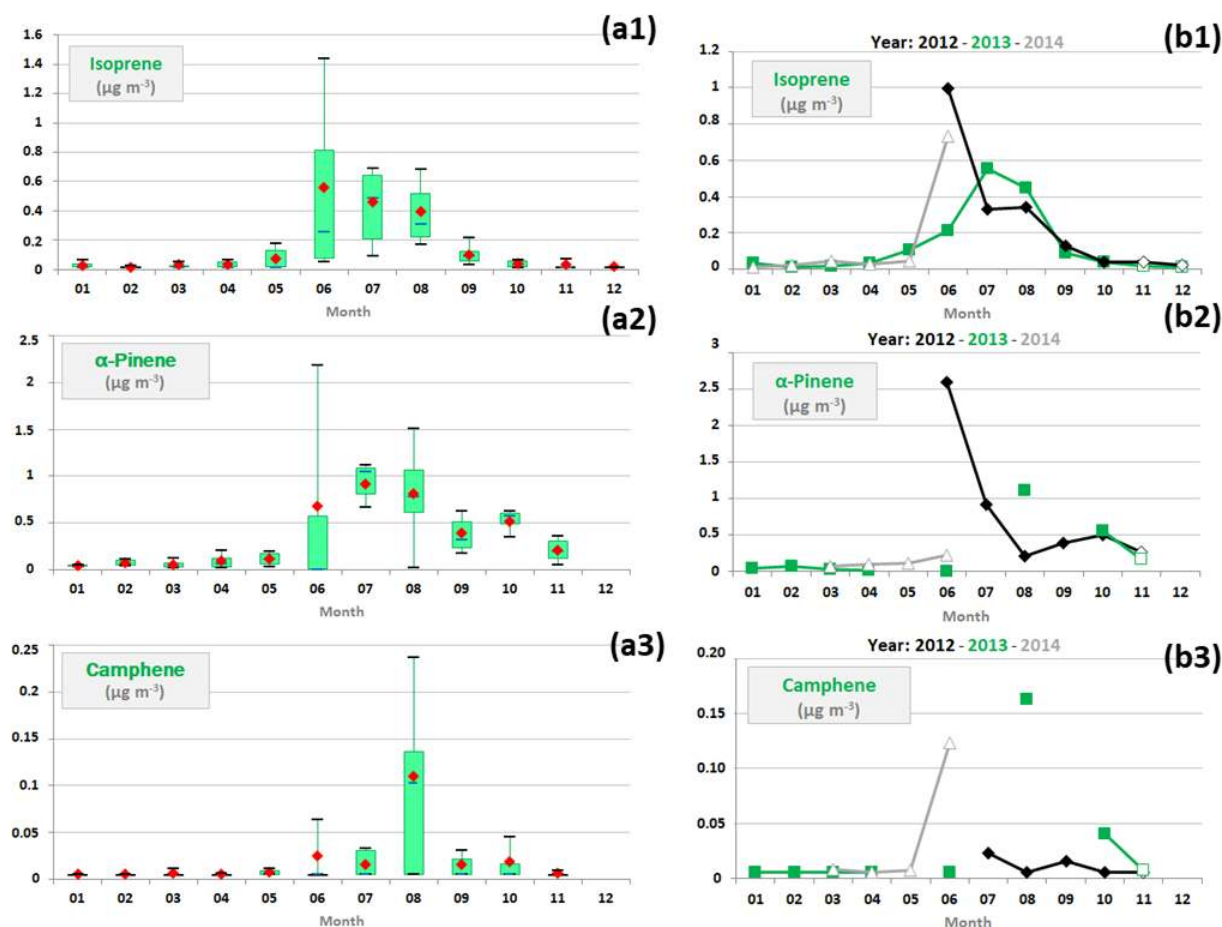 (a1)
1.6
1.4
1.2
1
0.8
0.6
0.4
0.2
0
Isoprene
(µg m⁻³)
01 02 03 04 05 06 07 08 09 10 11 12
Month
(b1)
Year: 2012 - 2013 - 2014
1.2
1
0.8
0.6
0.4
0.2
0
Isoprene
(µg m⁻³)
01 02 03 04 05 06 07 08 09 10 11 12
Month
(a2)
2.5
2
1.5
1
0.5
0
α-Pinene
(µg m⁻³)
01 02 03 04 05 06 07 08 09 10 11 12
Month
(b2)
Year: 2012 - 2013 - 2014
3
2.5
2
1.5
1
0.5
0
α-Pinene
(µg m⁻³)
01 02 03 04 05 06 07 08 09 10 11 12
Month
(a3)
0.25
0.2
0.15
0.1
0.05
0
Camphene
(µg m⁻³)
01 02 03 04 05 06 07 08 09 10 11 12
Month
(b3)
Year: 2012 - 2013 - 2014
0.20
0.15
0.10
0.05
0
Camphene
(µg m⁻³)
01 02 03 04 05 06 07 08 09 10 11 12
Month